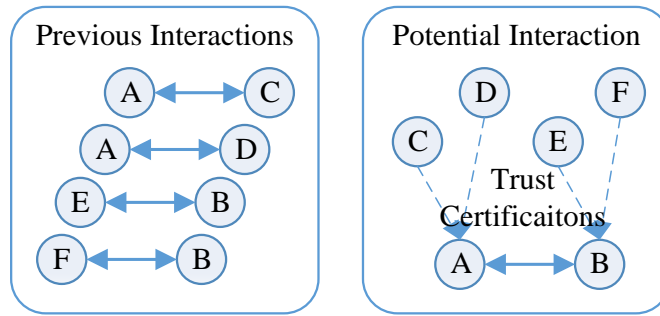 Previous Interactions
A C
A D
E B
F B
Potential Interaction
D F
C E
Trust
Certificaitons
A B